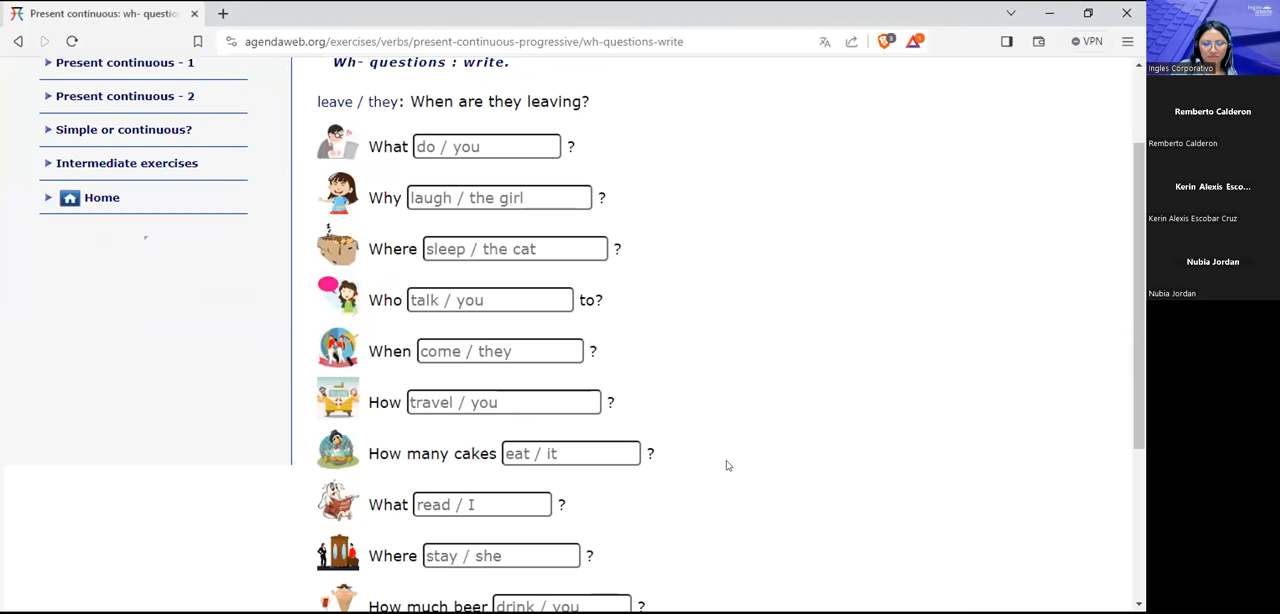 Present continuous: wh- questio
agendaweb.org/exercises/verbs/present-continuous-progressive/wh-questions-write
VPN
Present continuous - 1
Present continuous - 2
Simple or continuous?
Intermediate exercises
Home
Wh- questions : write.
leave / they: When are they leaving?
What do / you ?
Why laugh / the girl ?
Where sleep / the cat ?
Who talk / you to?
When come / they ?
How travel / you ?
How many cakes eat / it ?
What read / I ?
Where stay / she ?
How much beer drink / you ?
Ingles Corporativo
Remberto Calderon
Remberto Calderon
Kerin Alexis Esco...
Kerin Alexis Escobar Cruz
Nubia Jordan
Nubia Jordan